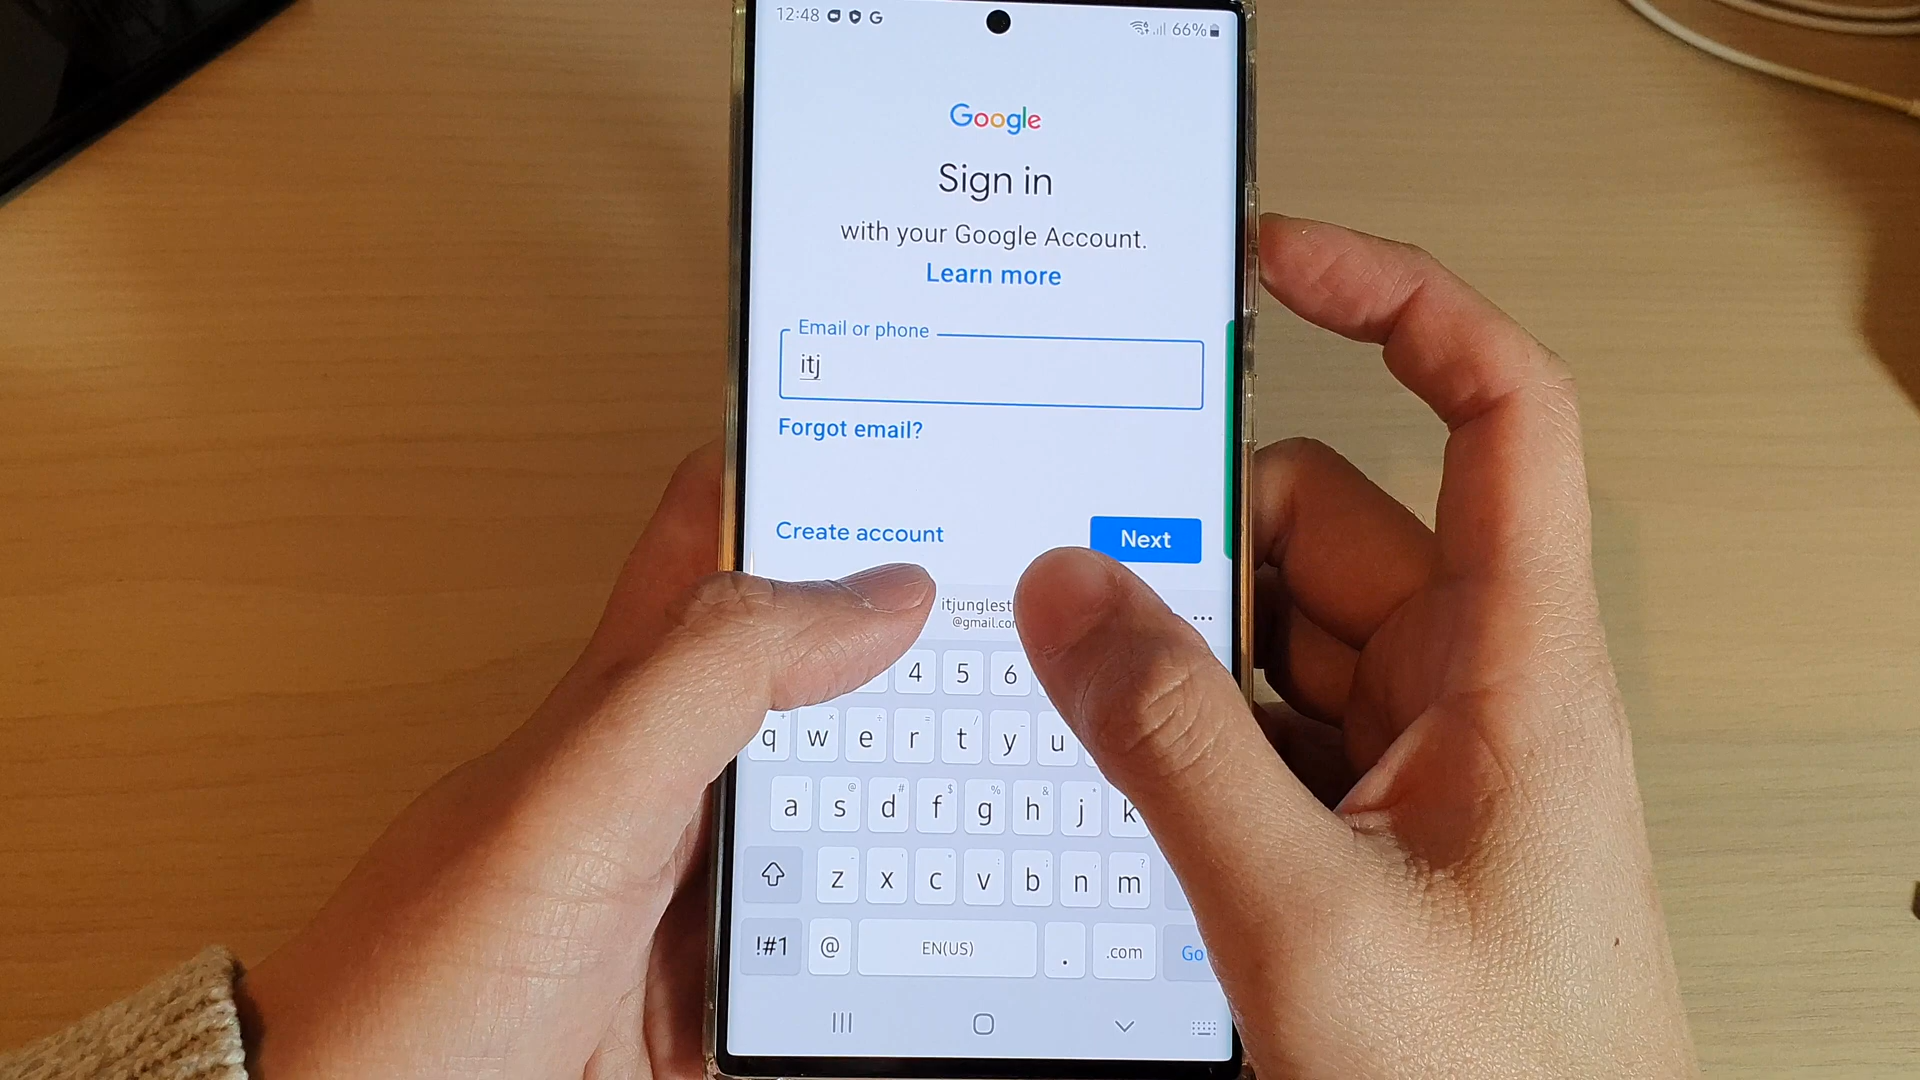 12:48 G 66%
Google
Sign in
with your Google Account.
Learn more
Email or phone
itj
Forgot email?
Create account Next
itjunglest
@gmail.co
4 5 6
q w e r t y u
a s d f g h j k
z x c v b n m
!#1 @ EN(US) . .com Go